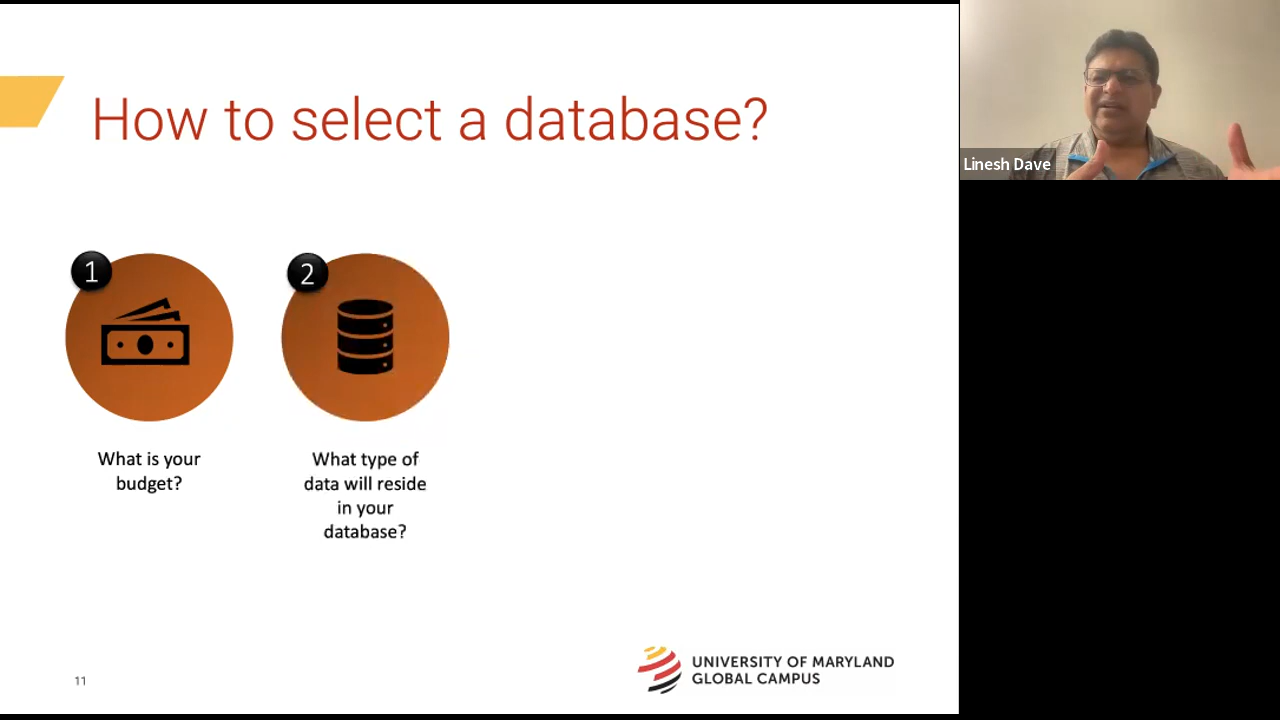 How to select a database?
1
2
What is your
budget?
What type of
data will reside
in your
database?
11
UNIVERSITY OF MARYLAND
GLOBAL CAMPUS
Linesh Dave